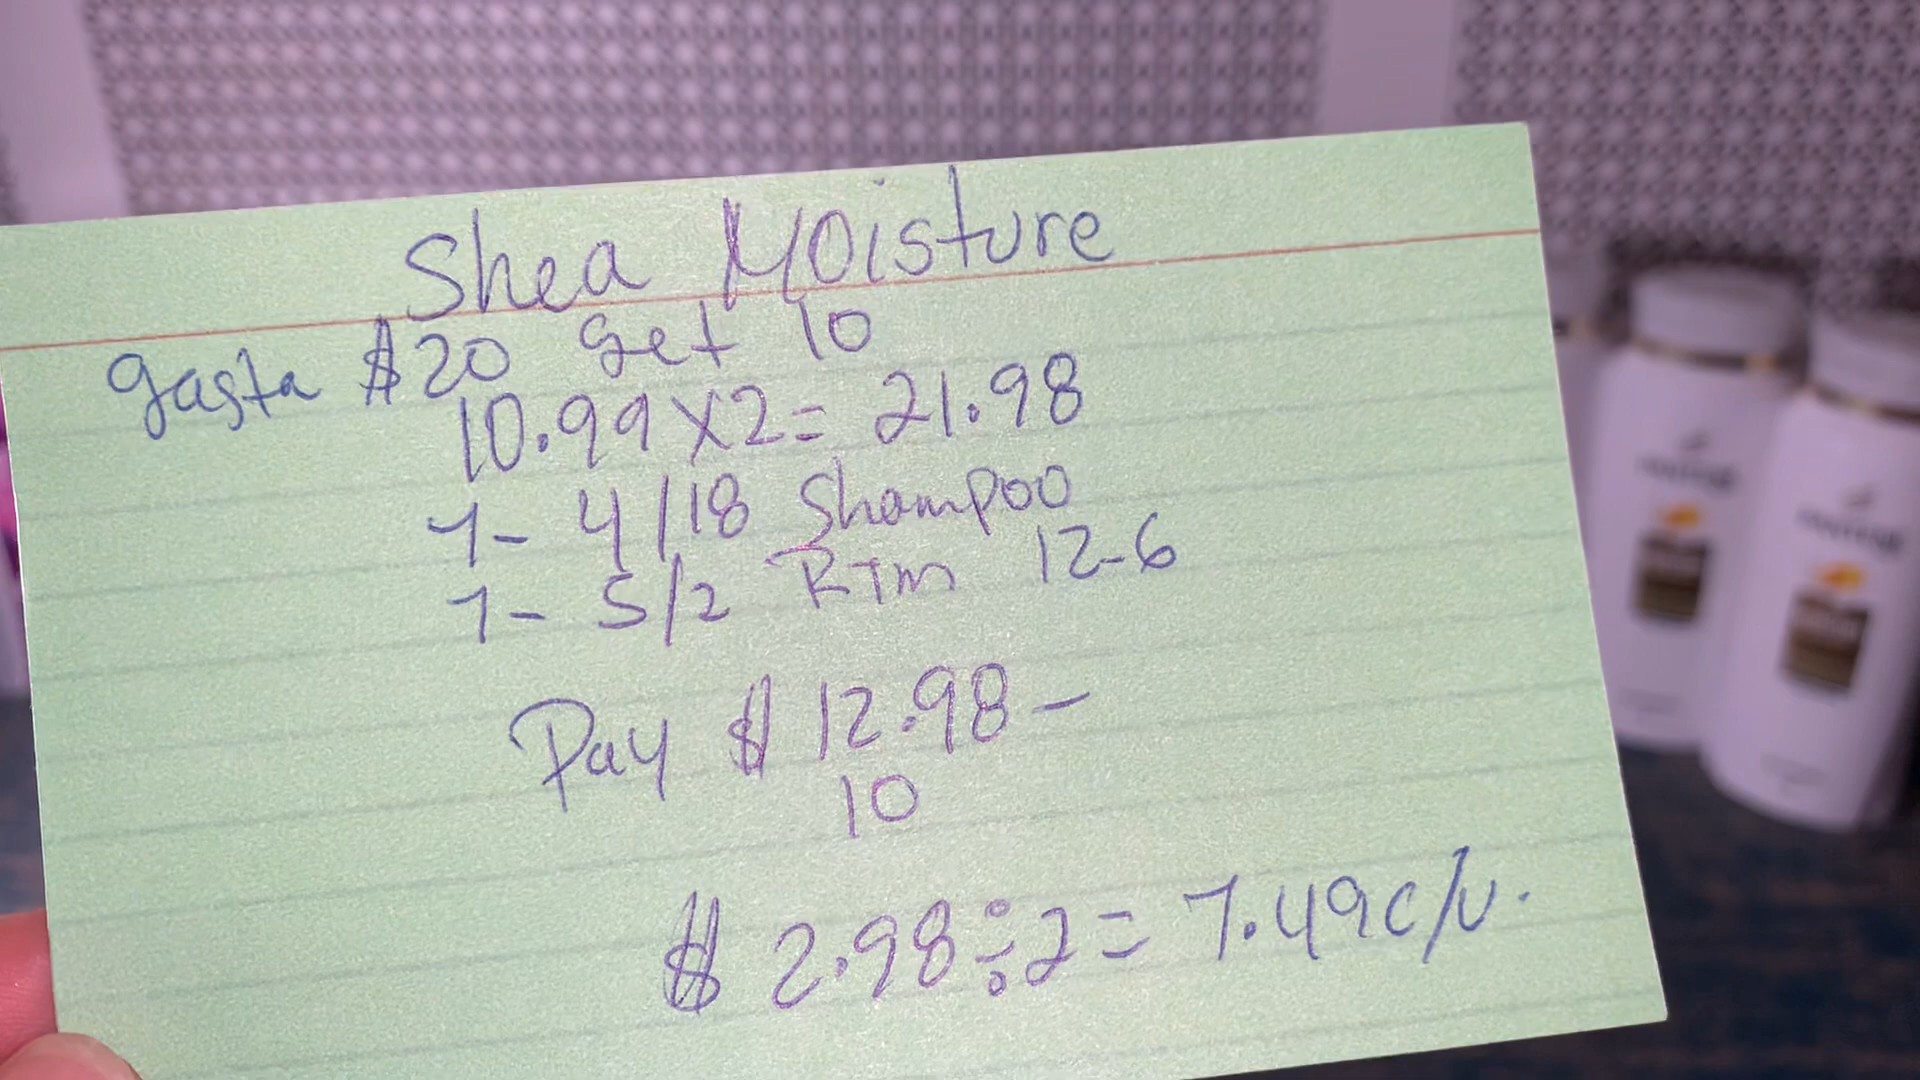 Shea Moisture
gasta $20 get 10
10.99 x2= 21.98
1- 4/18 Shampoo
1- 5/2 RTM 12-6
Pay $ 12.98 -
10
$ 2.98÷2= 1.49 c/u.